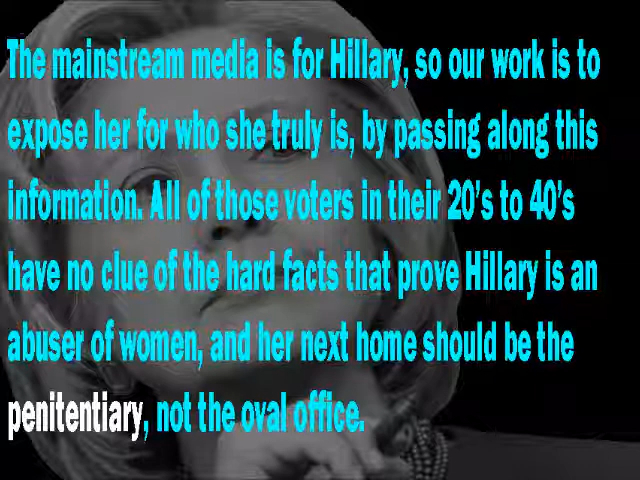 The mainstream media is for Hillary, so our work is to
expose her for who she truly is, by passing along this
information. All of those voters in their 20's to 40's
have no clue of the hard facts that prove Hillary is an
abuser of women, and her next home should be the
penitentiary, not the oval office.